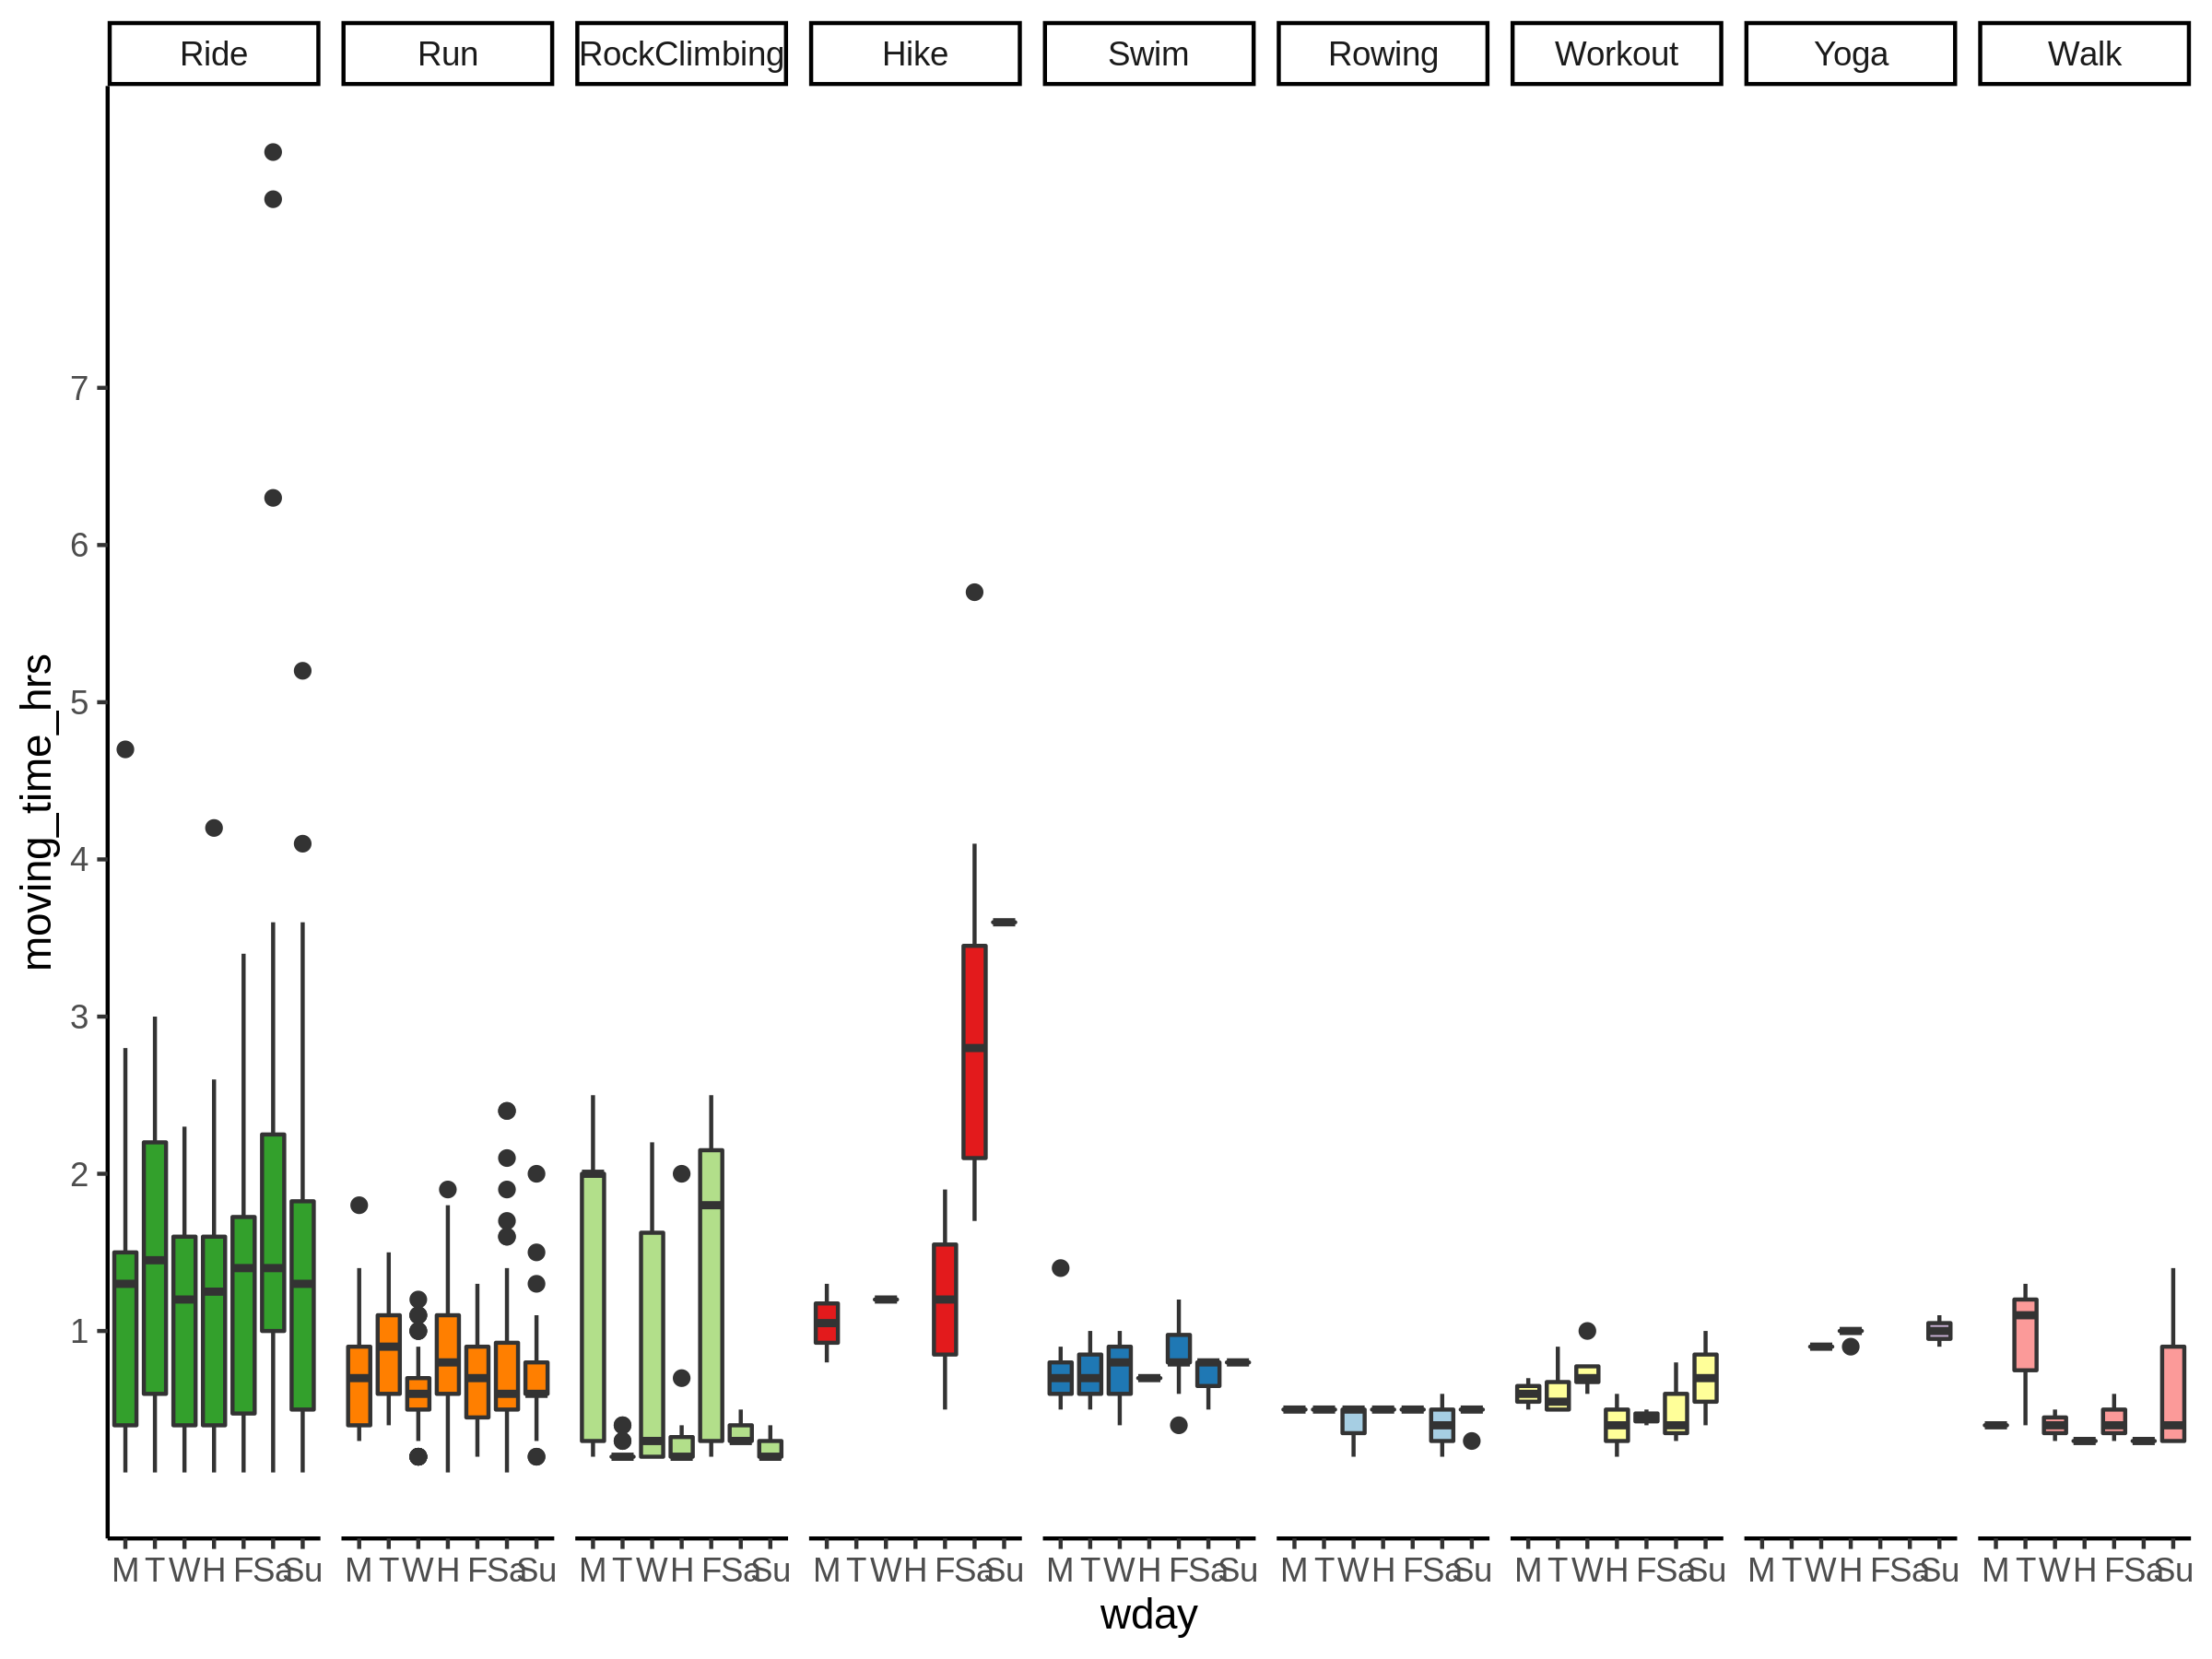 Ride Run RockClimbing Hike Swim Rowing Workout Yoga Walk
7
6
5
4
3
2
1
moving_time_hrs
M T W H F Sa Su M T W H F Sa Su M T W H F Sa Su M T W H F Sa Su M T W H F Sa Su M T W H F Sa Su M T W H F Sa Su M T W H F Sa Su M T W H F Sa Su
wday